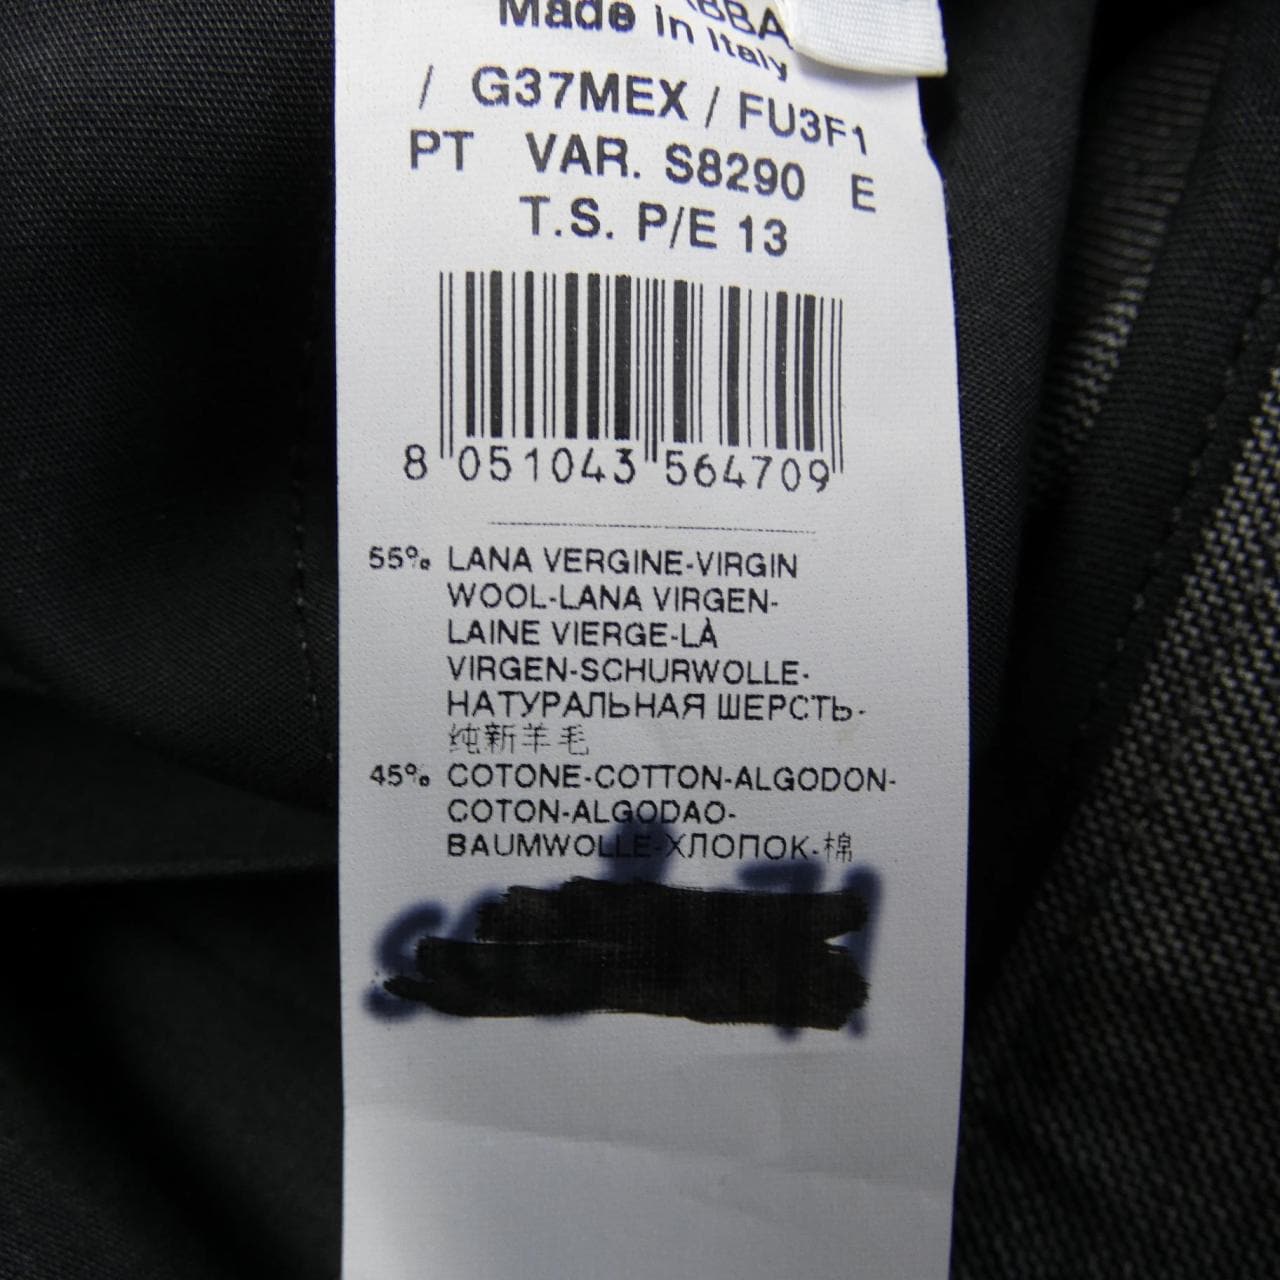 ABBA
Made in Italy
/ G37MEX / FU3F1
PT VAR. S8290 E
T.S. P/E 13
8 051043 564709
55% LANA VERGINE-VIRGIN
WOOL-LANA VIRGEN-
LAINE VIERGE-LÀ
VIRGEN-SCHURWOLLE-
НАТУРАЛЬНАЯ ШЕРСТЬ-
纯新羊毛
45% COTONE-COTTON-ALGODON-
COTON-ALGODAO-
BAUMWOLLE-ХЛОПОК-棉